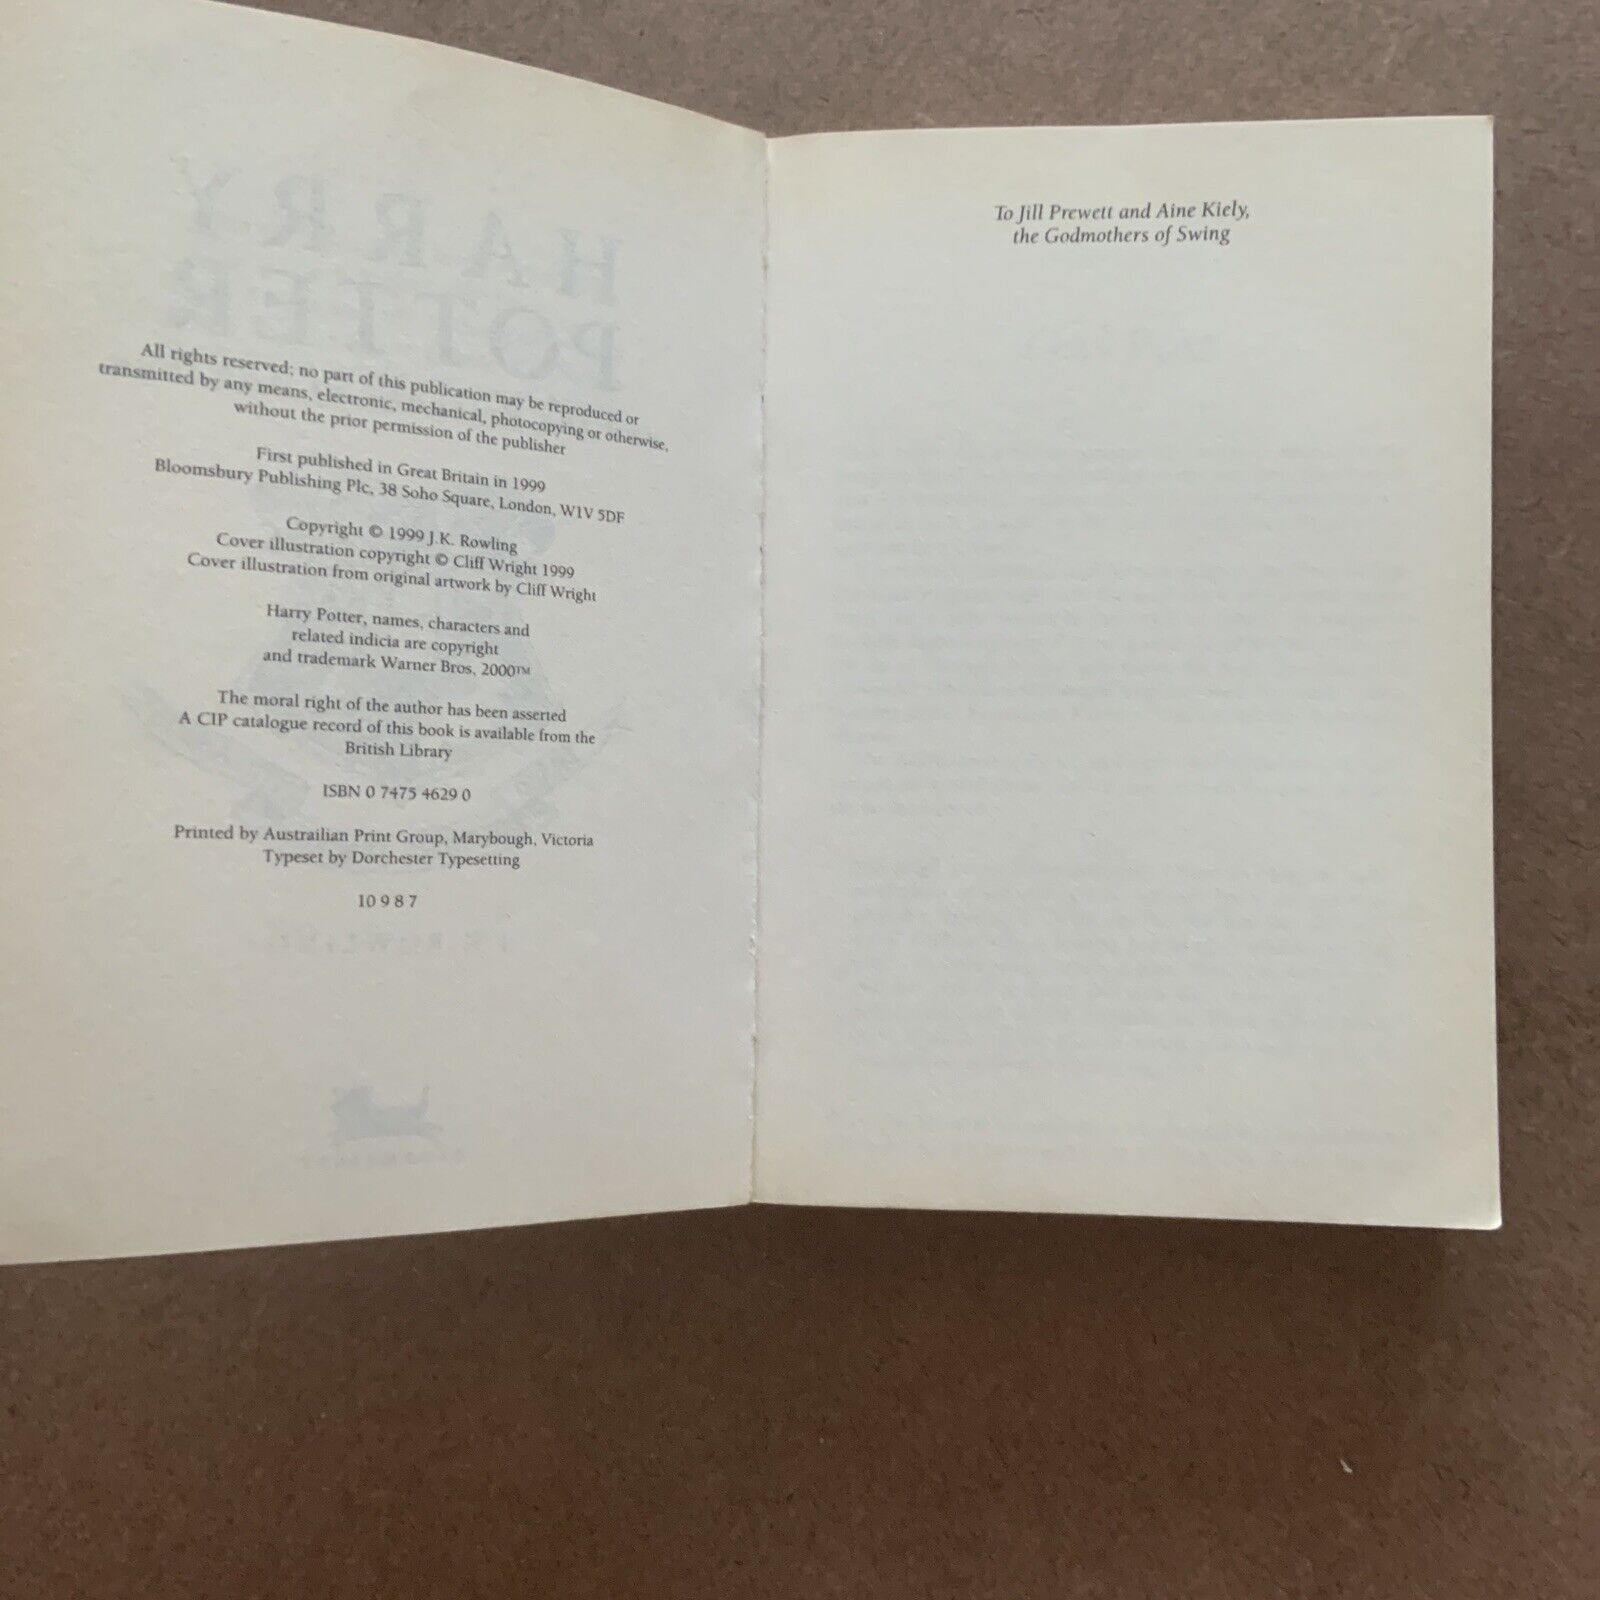 All rights reserved; no part of this publication may be reproduced or
transmitted by any means, electronic, mechanical, photocopying or otherwise,
without the prior permission of the publisher
First published in Great Britain in 1999
Bloomsbury Publishing Plc, 38 Soho Square, London, W1V 5DF
Copyright © 1999 J.K. Rowling
Cover illustration copyright © Cliff Wright 1999
Cover illustration from original artwork by Cliff Wright
Harry Potter, names, characters and
related indicia are copyright
and trademark Warner Bros, 2000™
The moral right of the author has been asserted
A CIP catalogue record of this book is available from the
British Library
ISBN 0 7475 4629 0
Printed by Austrailian Print Group, Marybough, Victoria
Typeset by Dorchester Typesetting
10 9 8 7
To Jill Prewett and Aine Kiely,
the Godmothers of Swing
HARRY
POTTER